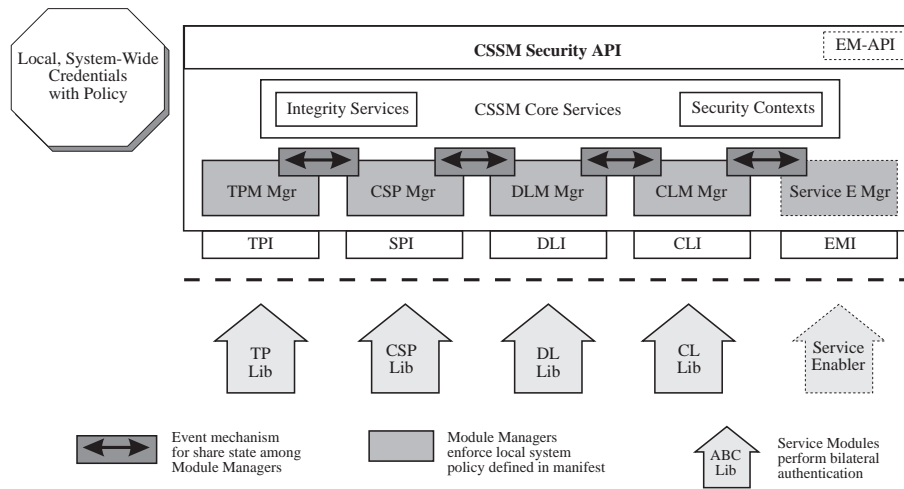 Local, System-Wide
Credentials
with Policy
CSSM Security API
EM-API
Integrity Services
CSSM Core Services
Security Contexts
TPM Mgr
CSP Mgr
DLM Mgr
CLM Mgr
Service E Mgr
TPI
SPI
DLI
CLI
EMI
TP
Lib
CSP
Lib
DL
Lib
CL
Lib
Service
Enabler
Event mechanism
for share state among
Module Managers
Module Managers
enforce local system
policy defined in manifest
ABC
Lib
Service Modules
perform bilateral
authentication